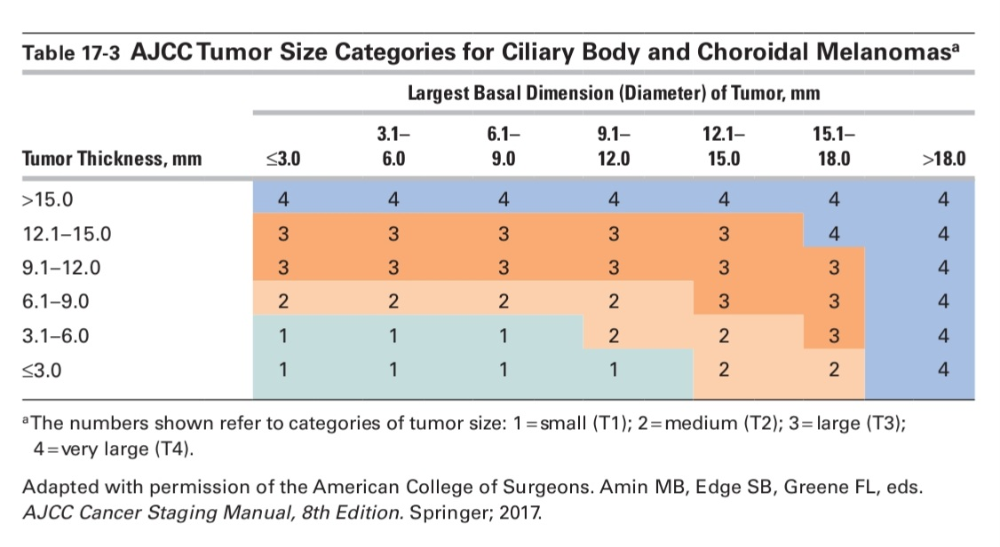 Table 17-3 AJCC Tumor Size Categories for Ciliary Body and Choroidal Melanomasᵃ
Largest Basal Dimension (Diameter) of Tumor, mm
3.1– 6.1– 9.1– 12.1– 15.1–
Tumor Thickness, mm ≤3.0 6.0 9.0 12.0 15.0 18.0 >18.0
>15.0 4 4 4 4 4 4 4
12.1–15.0 3 3 3 3 3 4 4
9.1–12.0 3 3 3 3 3 3 4
6.1–9.0 2 2 2 2 3 3 4
3.1–6.0 1 1 1 2 2 3 4
≤3.0 1 1 1 1 2 2 4
ᵃThe numbers shown refer to categories of tumor size: 1=small (T1); 2=medium (T2); 3=large (T3);
4=very large (T4).
Adapted with permission of the American College of Surgeons. Amin MB, Edge SB, Greene FL, eds.
AJCC Cancer Staging Manual, 8th Edition. Springer; 2017.